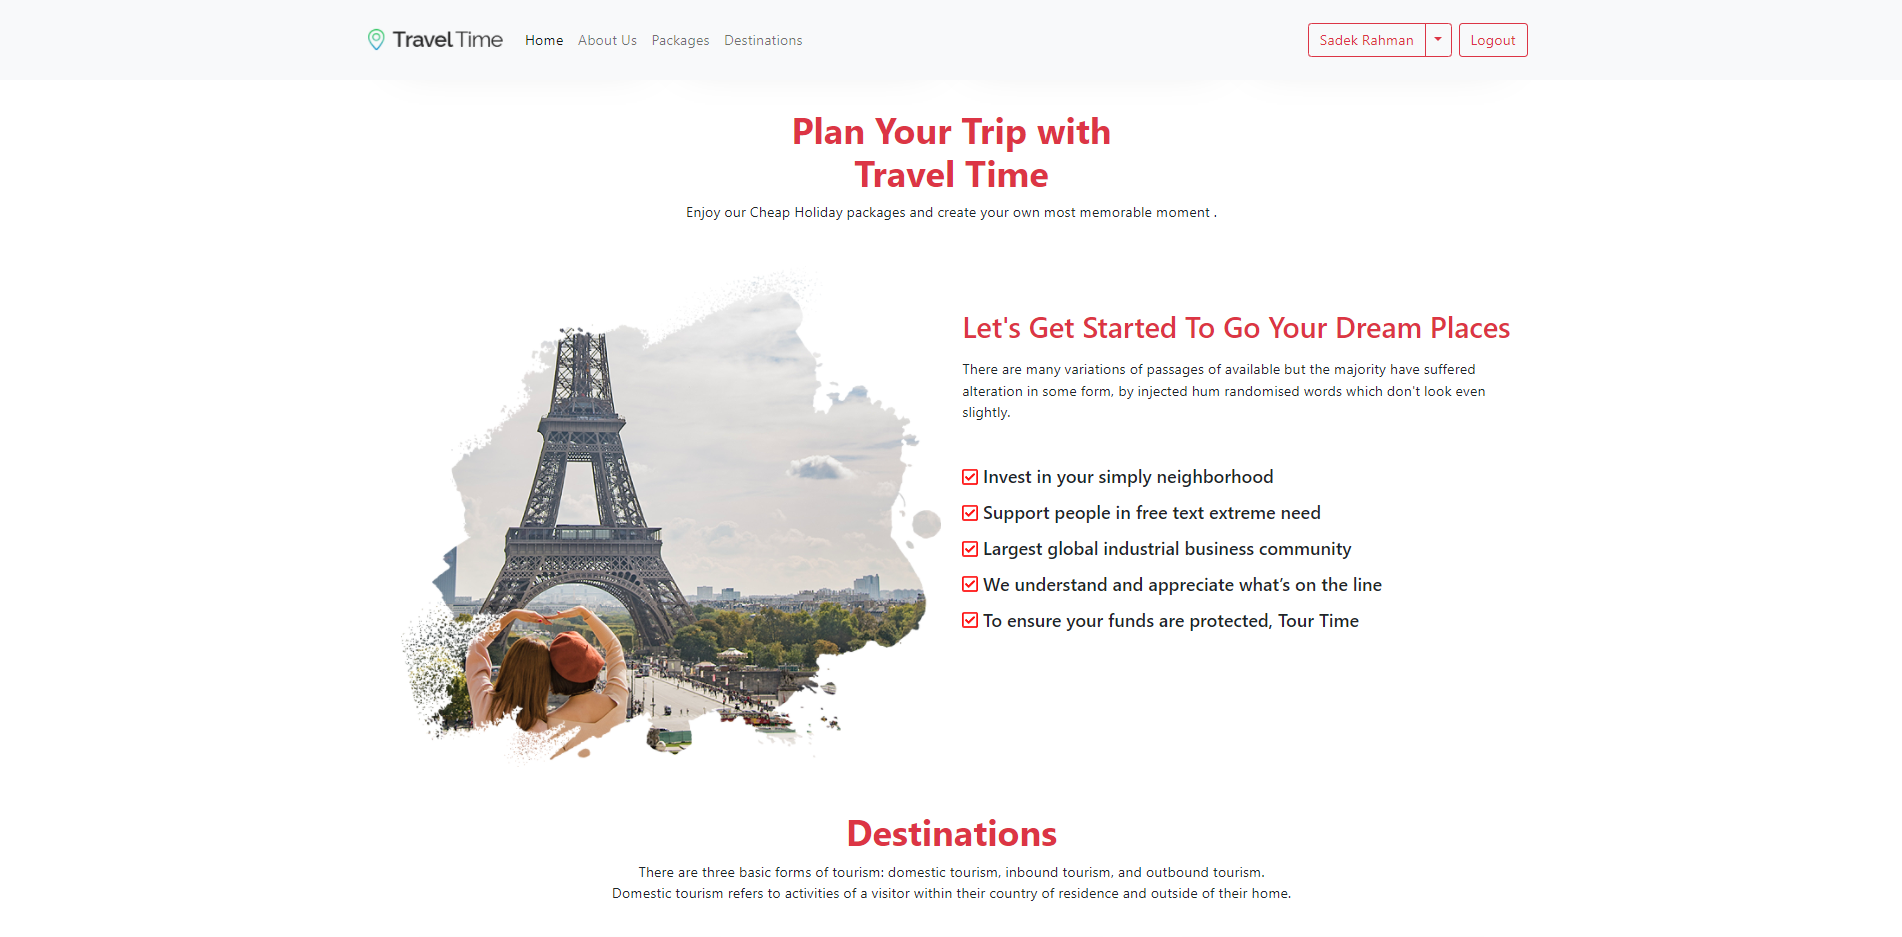 Travel Time
Home
About Us
Packages
Destinations
Sadek Rahman
Logout
Plan Your Trip with
Travel Time
Enjoy our Cheap Holiday packages and create your own most memorable moment .
Let's Get Started To Go Your Dream Places
There are many variations of passages of available but the majority have suffered
alteration in some form, by injected hum randomised words which don't look even
slightly.
Invest in your simply neighborhood
Support people in free text extreme need
Largest global industrial business community
We understand and appreciate what’s on the line
To ensure your funds are protected, Tour Time
Destinations
There are three basic forms of tourism: domestic tourism, inbound tourism, and outbound tourism.
Domestic tourism refers to activities of a visitor within their country of residence and outside of their home.